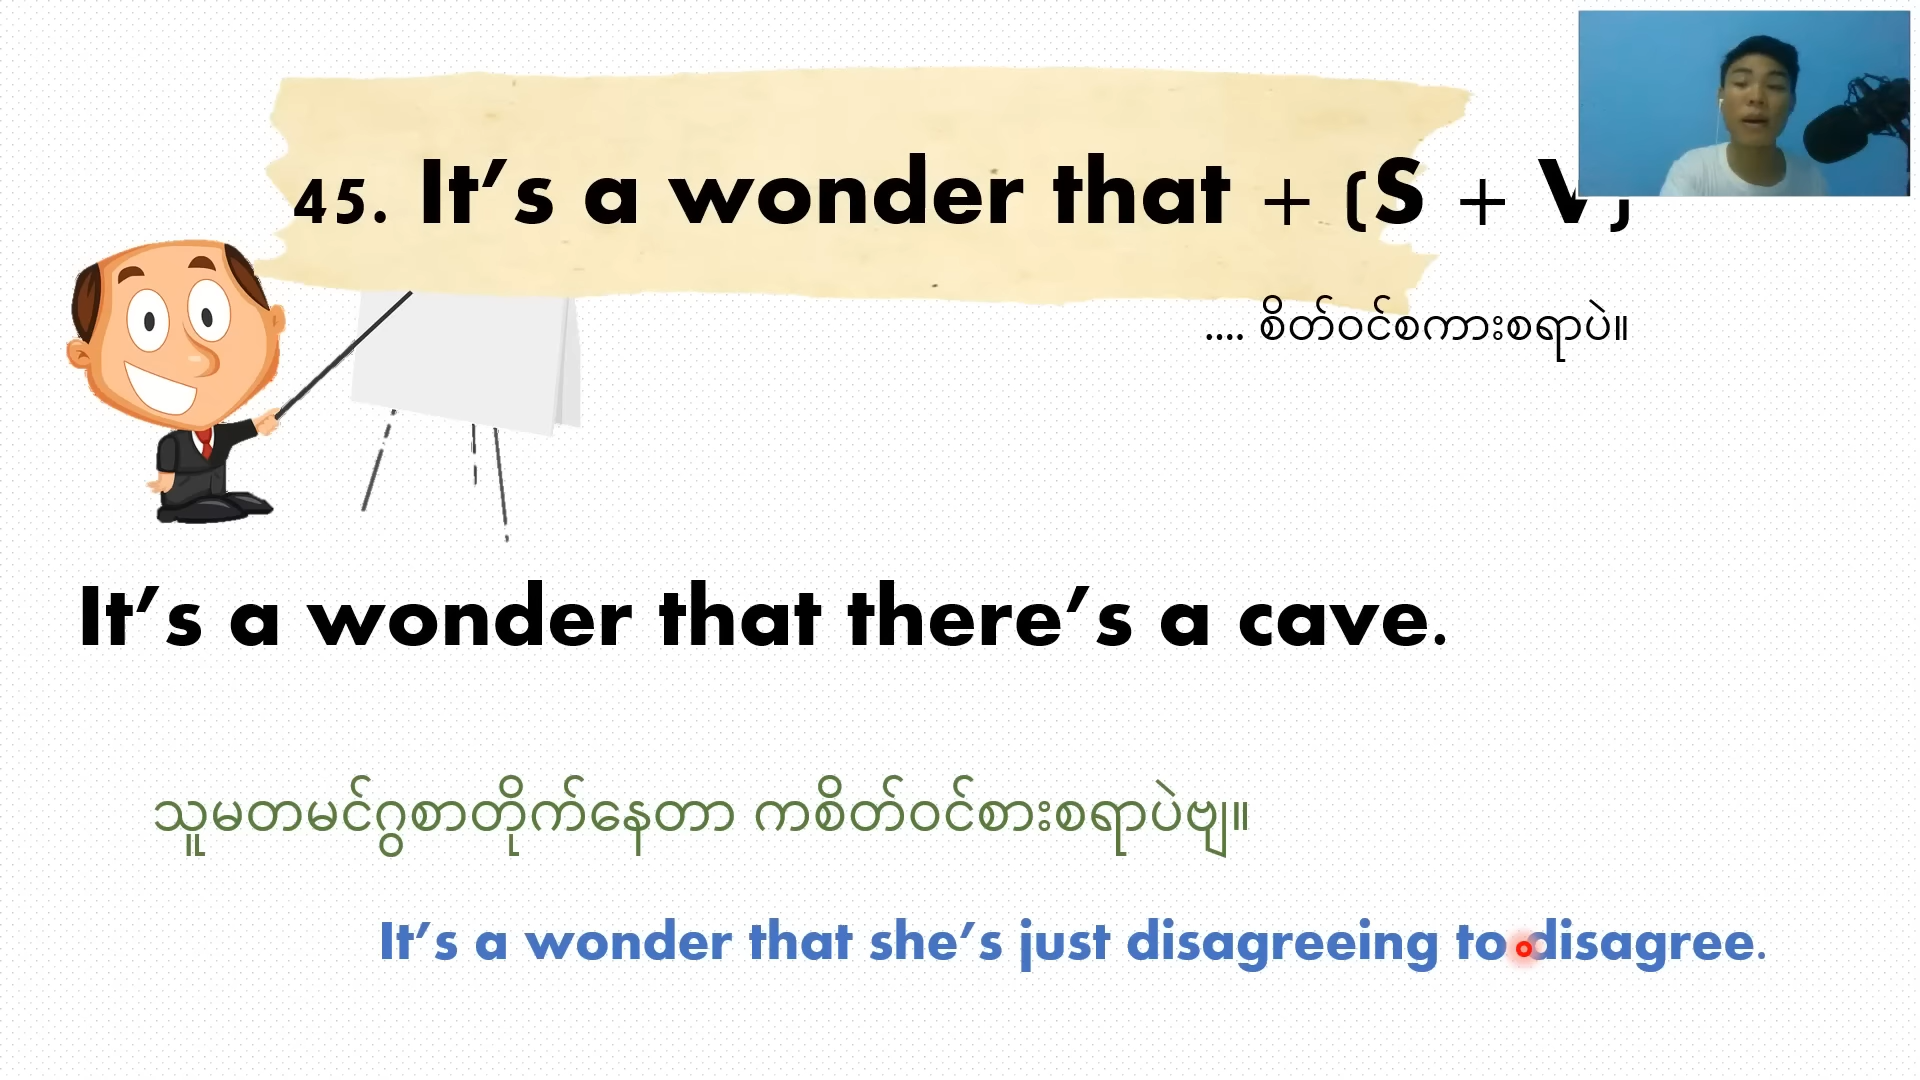 45. It’s a wonder that + (S + V)
.... စိတ်ဝင်စကားစရာပဲ။
It’s a wonder that there’s a cave.
သူမတမင်ဂွစာတိုက်နေတာ ကစိတ်ဝင်စားစရာပဲဗျ။
It’s a wonder that she’s just disagreeing to disagree.